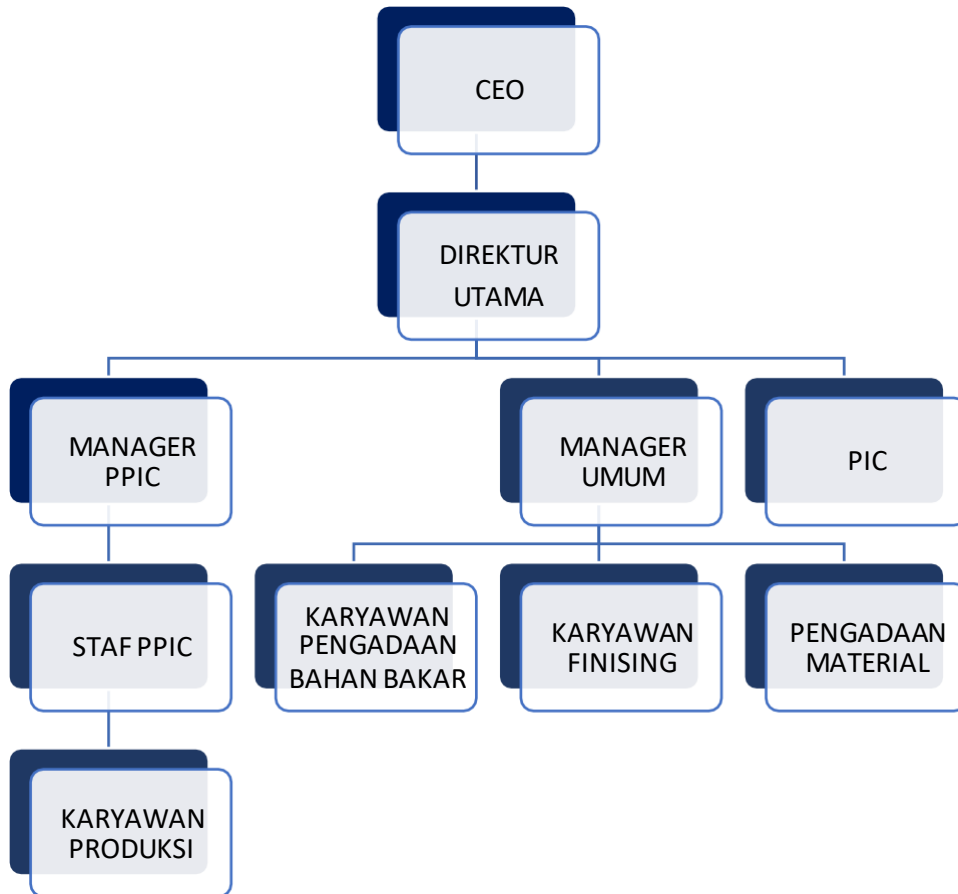 CEO
DIREKTUR
UTAMA
MANAGER
PPIC
MANAGER
UMUM
PIC
STAF PPIC
KARYAWAN
PENGADAAN
BAHAN BAKAR
KARYAWAN
FINISING
PENGADAAN
MATERIAL
KARYAWAN
PRODUKSI